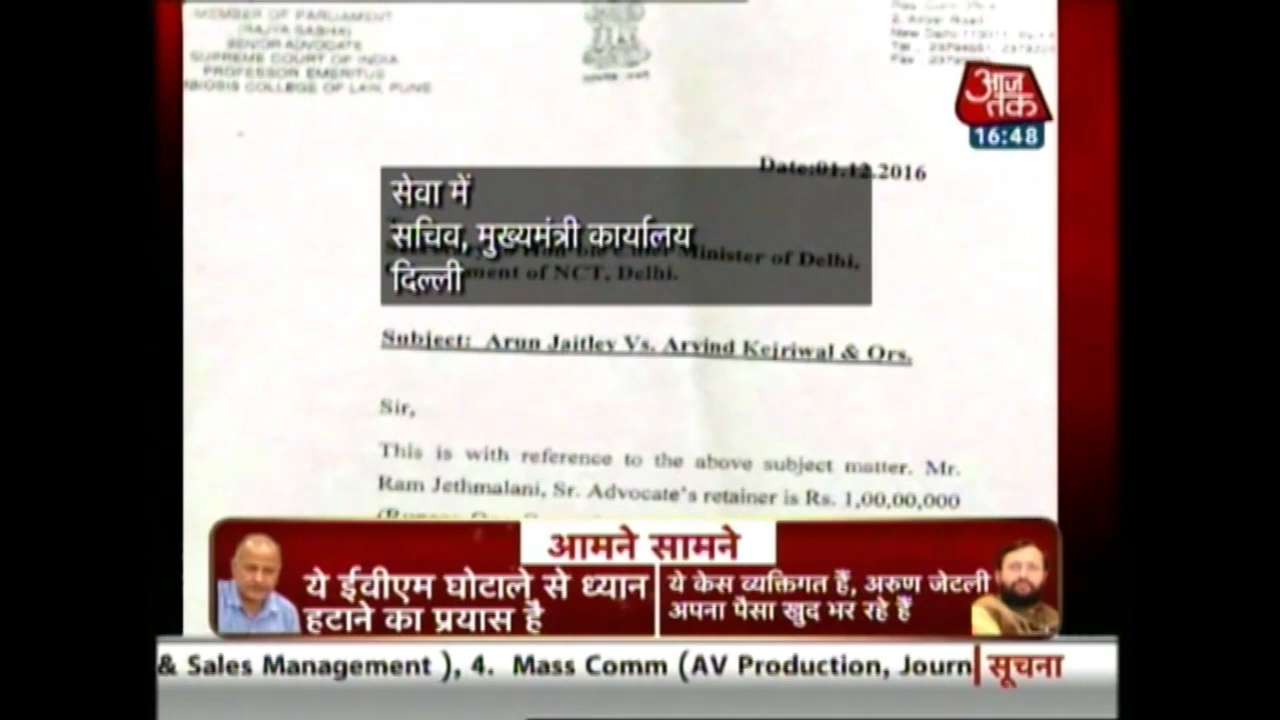 MEMBER OF PARLIAMENT
(RAJYA SABHA)
SENIOR ADVOCATE
SUPREME COURT OF INDIA
PROFESSOR EMERITUS
COLLEGE OF LAW, PUNE
आज
तक
16:48
Date:01.12.2016
सेवा में
सचिव, मुख्यमंत्री कार्यालय
दिल्ली
Minister of Delhi,
of NCT, Delhi.
Subject: Arun Jaitley Vs. Arvind Kejriwal & Ors.
Sir,
This is with reference to the above subject matter. Mr.
Ram Jethmalani, Sr. Advocate's retainer is Rs. 1,00,00,000
आमने सामने
ये ईवीएम घोटाले से ध्यान
हटाने का प्रयास है
ये केस व्यक्तिगत हैं, अरुण जेटली
अपना पैसा खुद भर रहे हैं
& Sales Management ), 4. Mass Comm (AV Production, Journ
सूचना